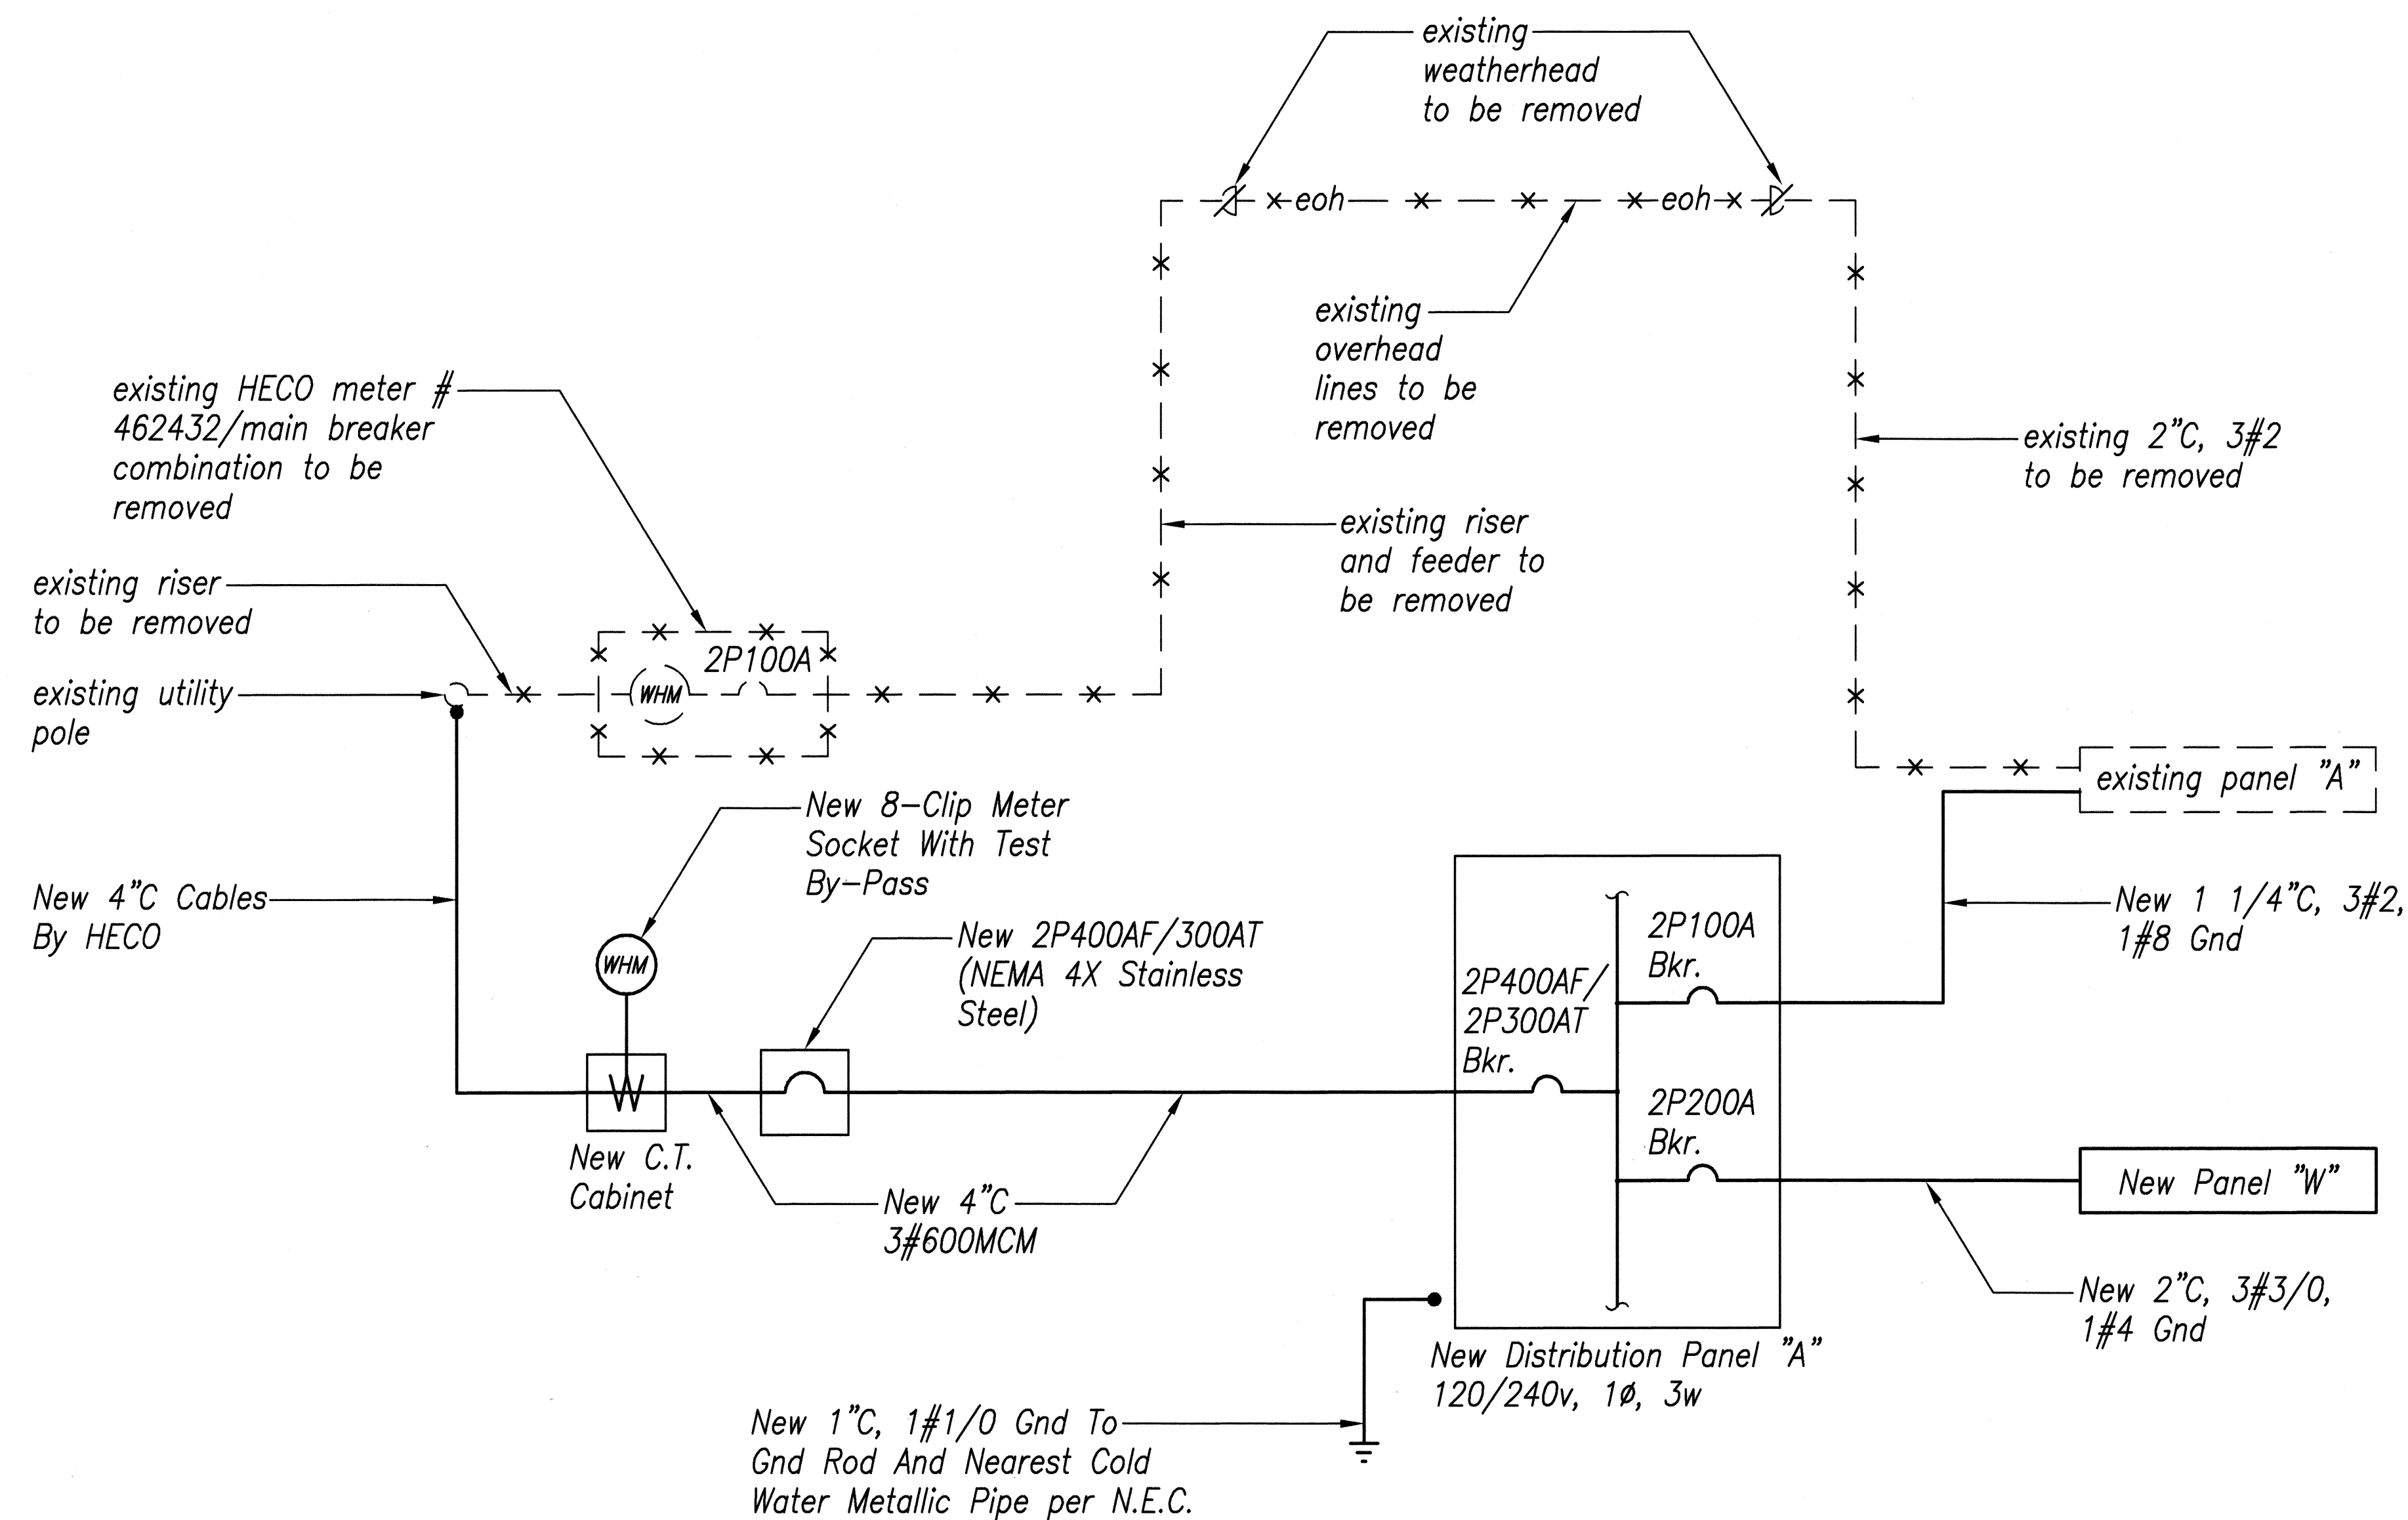 existing
weatherhead
to be removed
eoh
eoh
existing
overhead
lines to be
removed
existing HECO meter #
462432/main breaker
combination to be
removed
existing 2"C, 3#2
to be removed
existing riser
and feeder to
be removed
existing riser
to be removed
2P100A
WHM
existing utility
pole
existing panel "A"
New 8-Clip Meter
Socket With Test
By-Pass
New 4"C Cables
By HECO
WHM
New 2P400AF/300AT
(NEMA 4X Stainless
Steel)
2P100A
Bkr.
2P400AF/
2P300AT
Bkr.
New 1 1/4"C, 3#2,
1#8 Gnd
2P200A
Bkr.
New C.T.
Cabinet
New 4"C
3#600MCM
New Panel "W"
New 2"C, 3#3/0,
1#4 Gnd
New Distribution Panel "A"
120/240v, 1ø, 3w
New 1"C, 1#1/0 Gnd To
Gnd Rod And Nearest Cold
Water Metallic Pipe per N.E.C.